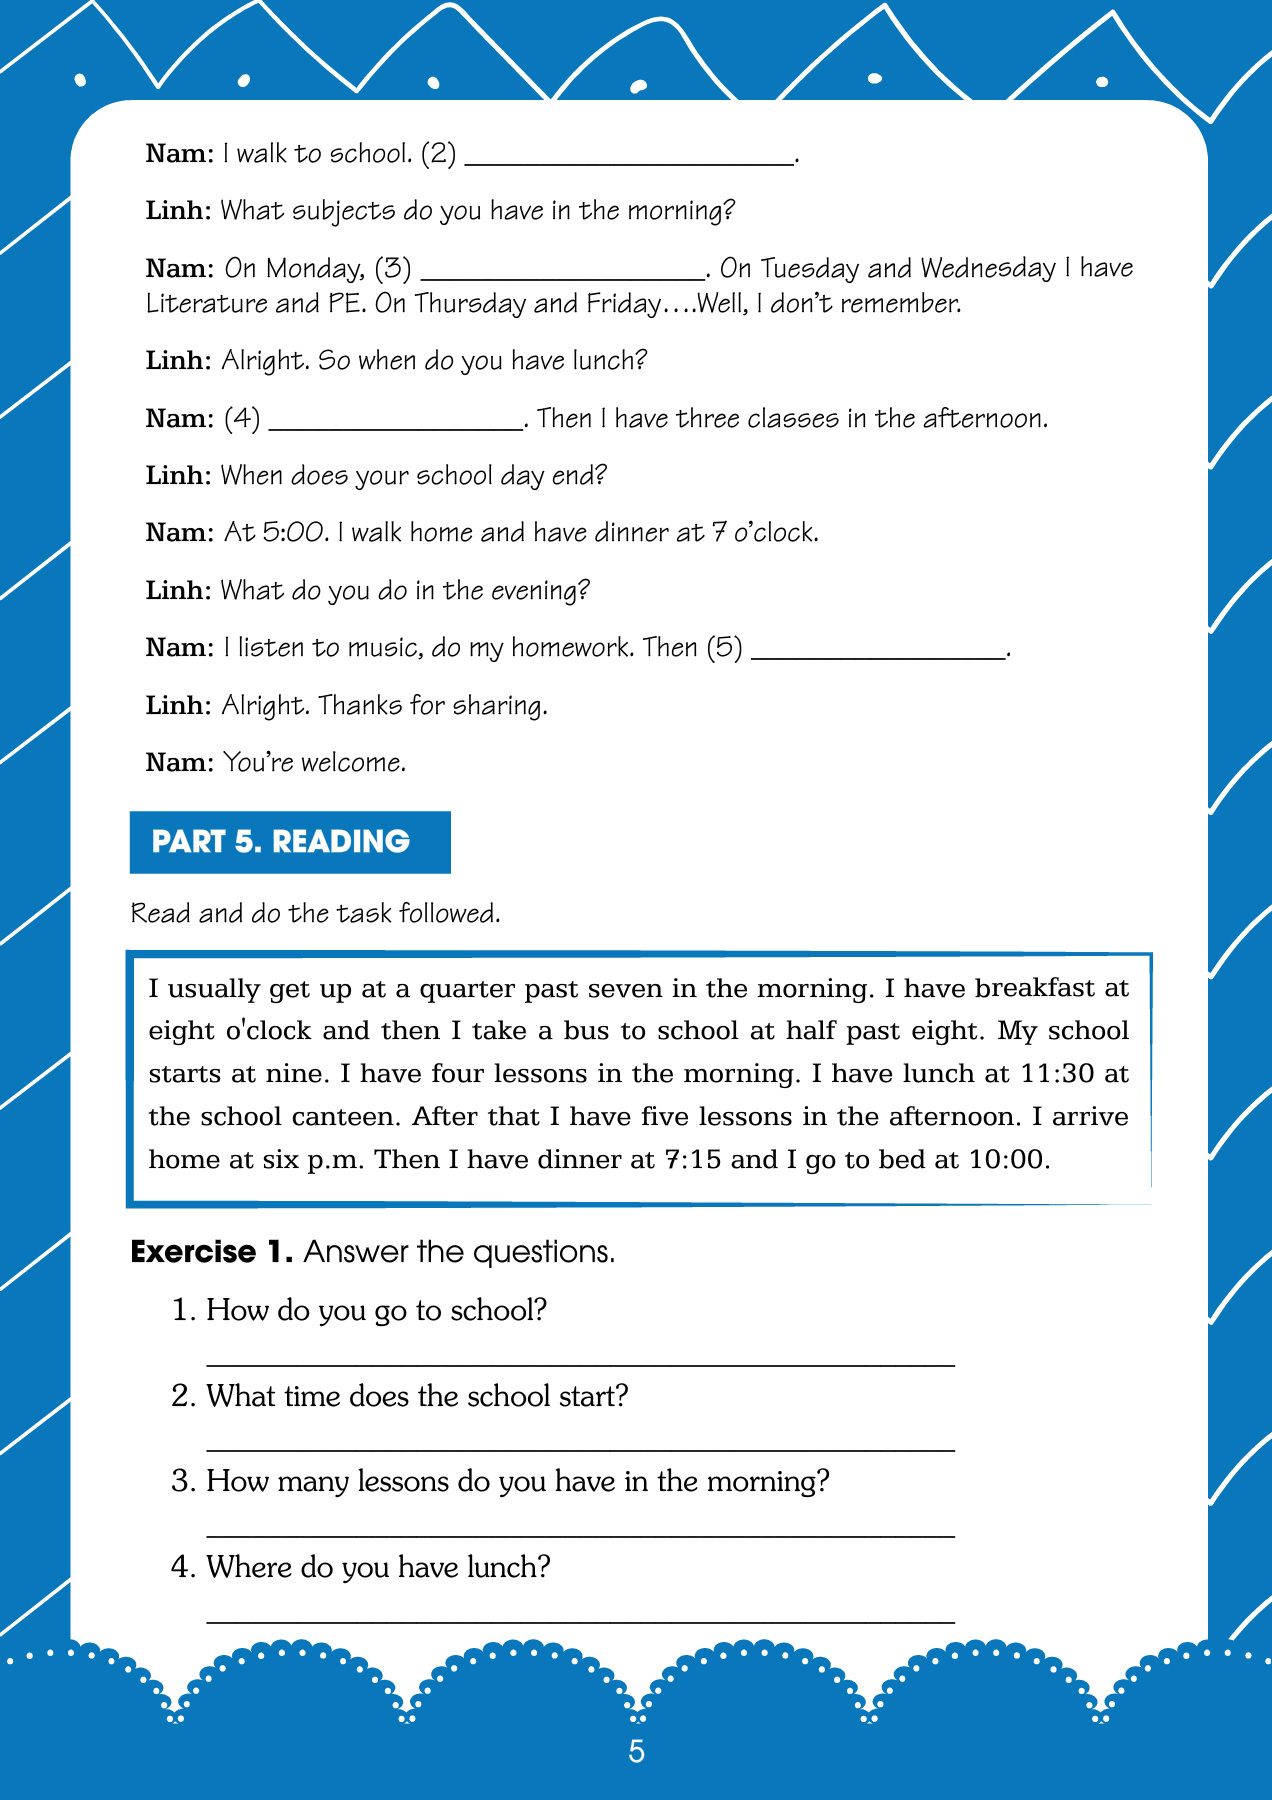 Nam: I walk to school. (2) ______________________.
Linh: What subjects do you have in the morning?
Nam: On Monday, (3) ___________________. On Tuesday and Wednesday I have
Literature and PE. On Thursday and Friday….Well, I don’t remember.
Linh: Alright. So when do you have lunch?
Nam: (4) _________________. Then I have three classes in the afternoon.
Linh: When does your school day end?
Nam: At 5:00. I walk home and have dinner at 7 o’clock.
Linh: What do you do in the evening?
Nam: I listen to music, do my homework. Then (5) _________________.
Linh: Alright. Thanks for sharing.
Nam: You’re welcome.
PART 5. READING
Read and do the task followed.
I usually get up at a quarter past seven in the morning. I have breakfast at
eight o'clock and then I take a bus to school at half past eight. My school
starts at nine. I have four lessons in the morning. I have lunch at 11:30 at
the school canteen. After that I have five lessons in the afternoon. I arrive
home at six p.m. Then I have dinner at 7:15 and I go to bed at 10:00.
Exercise 1. Answer the questions.
1. How do you go to school?
2. What time does the school start?
3. How many lessons do you have in the morning?
4. Where do you have lunch?
5